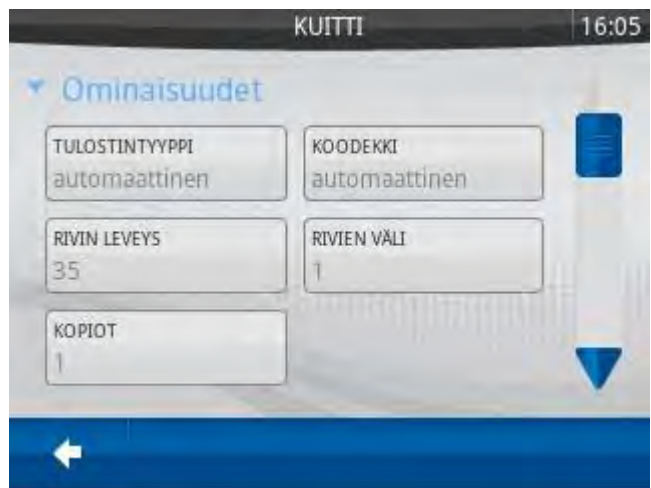 KUITTI 16:05
Ominaisuudet
TULOSTINTYYPPI KOODEKKI
automaattinen automaattinen
RIVIN LEVEYS RIVIEN VÄLI
35 1
KOPIOT
1